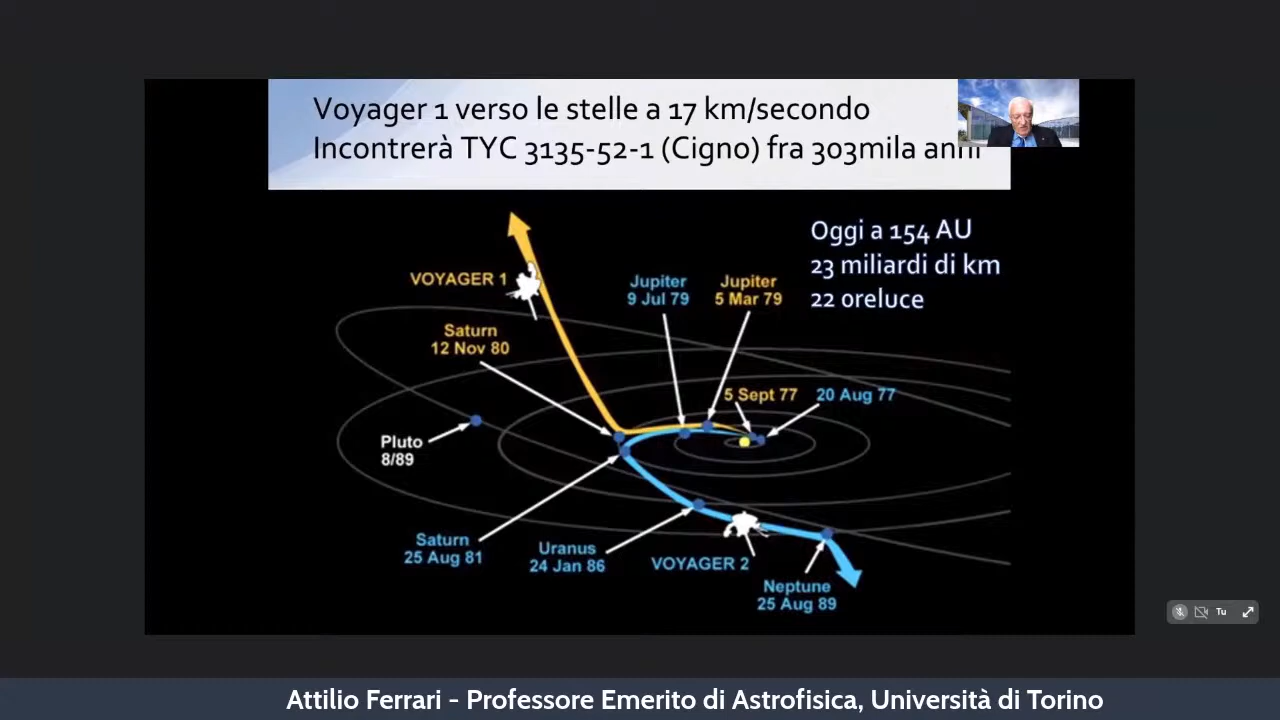 Voyager 1 verso le stelle a 17 km/secondo
Incontrerà TYC 3135-52-1 (Cigno) fra 303mila anni
Oggi a 154 AU
23 miliardi di km
22 oreluce
VOYAGER 1
Jupiter
9 Jul 79
Jupiter
5 Mar 79
Saturn
12 Nov 80
5 Sept 77
20 Aug 77
Pluto
8/89
Saturn
25 Aug 81
Uranus
24 Jan 86
VOYAGER 2
Neptune
25 Aug 89
Tu
Attilio Ferrari - Professore Emerito di Astrofisica, Università di Torino